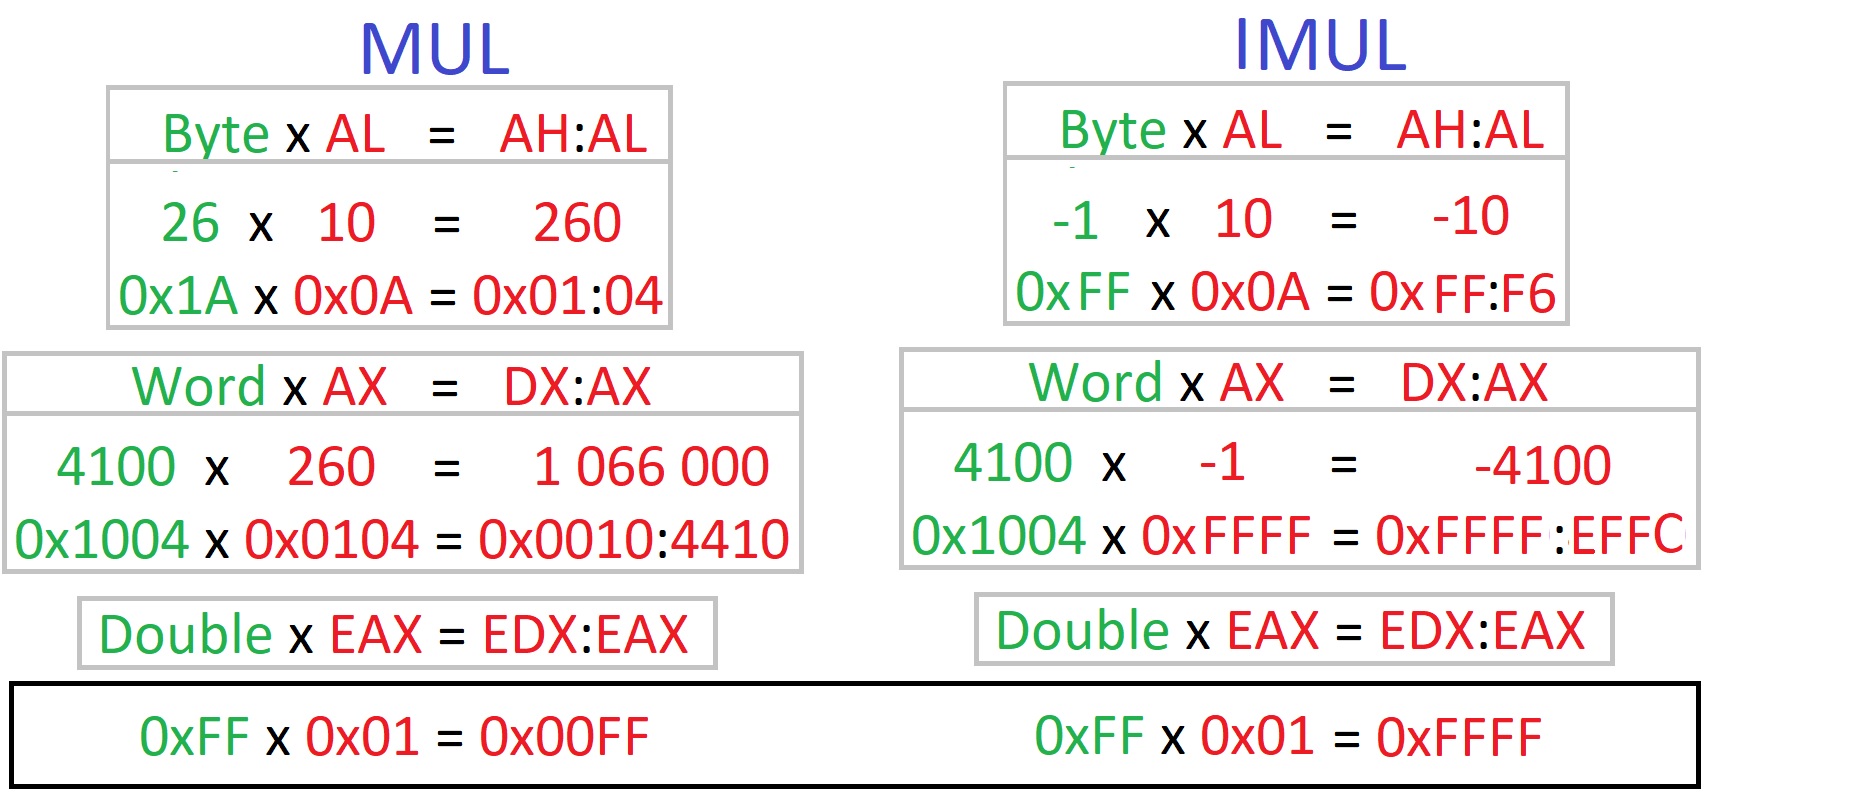 MUL
Byte x AL = AH:AL
26 x 10 = 260
0x1A x 0x0A = 0x01:04
Word x AX = DX:AX
4100 x 260 = 1 066 000
0x1004 x 0x0104 = 0x0010:4410
Double x EAX = EDX:EAX
0xFF x 0x01 = 0x00FF
IMUL
Byte x AL = AH:AL
-1 x 10 = -10
0xFF x 0x0A = 0xFF:F6
Word x AX = DX:AX
4100 x -1 = -4100
0x1004 x 0xFFFF = 0xFFFF:EFFC
Double x EAX = EDX:EAX
0xFF x 0x01 = 0xFFFF